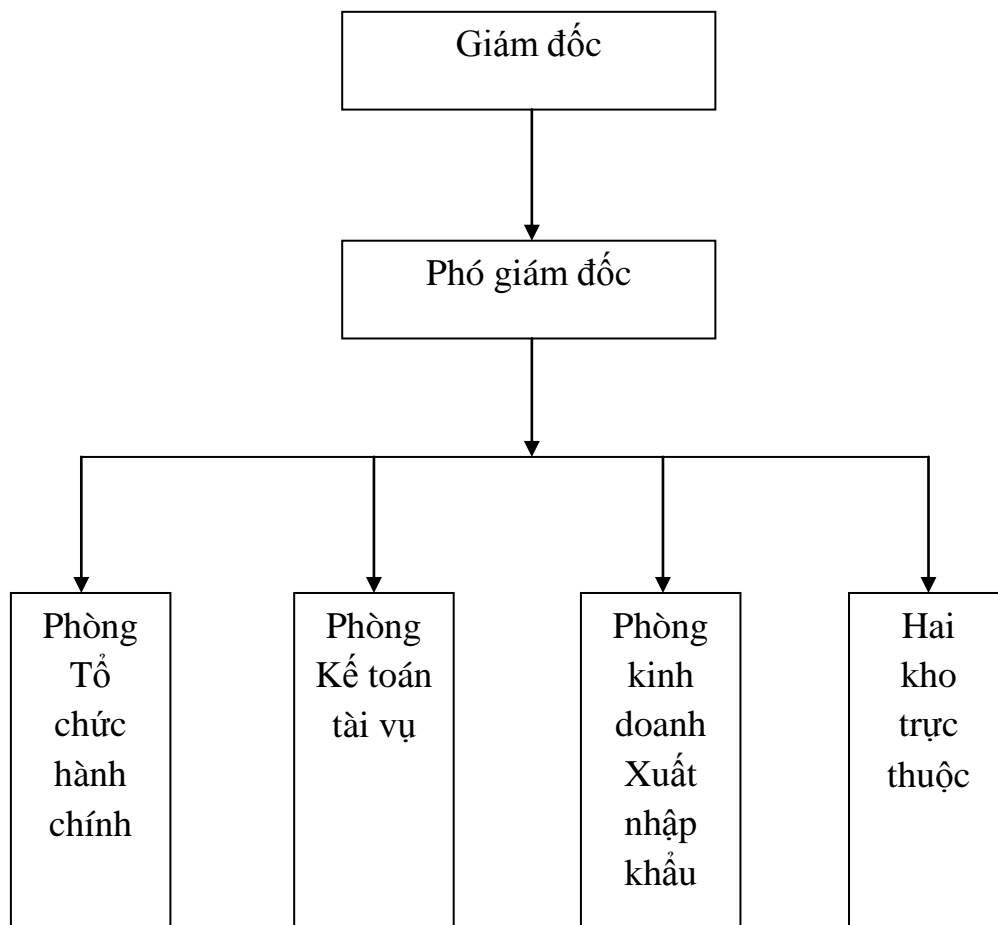 Giám đốc
Phó giám đốc
Phòng
Tổ
chức
hành
chính
Phòng
Kế toán
tài vụ
Phòng
kinh
doanh
Xuất
nhập
khẩu
Hai
kho
trực
thuộc